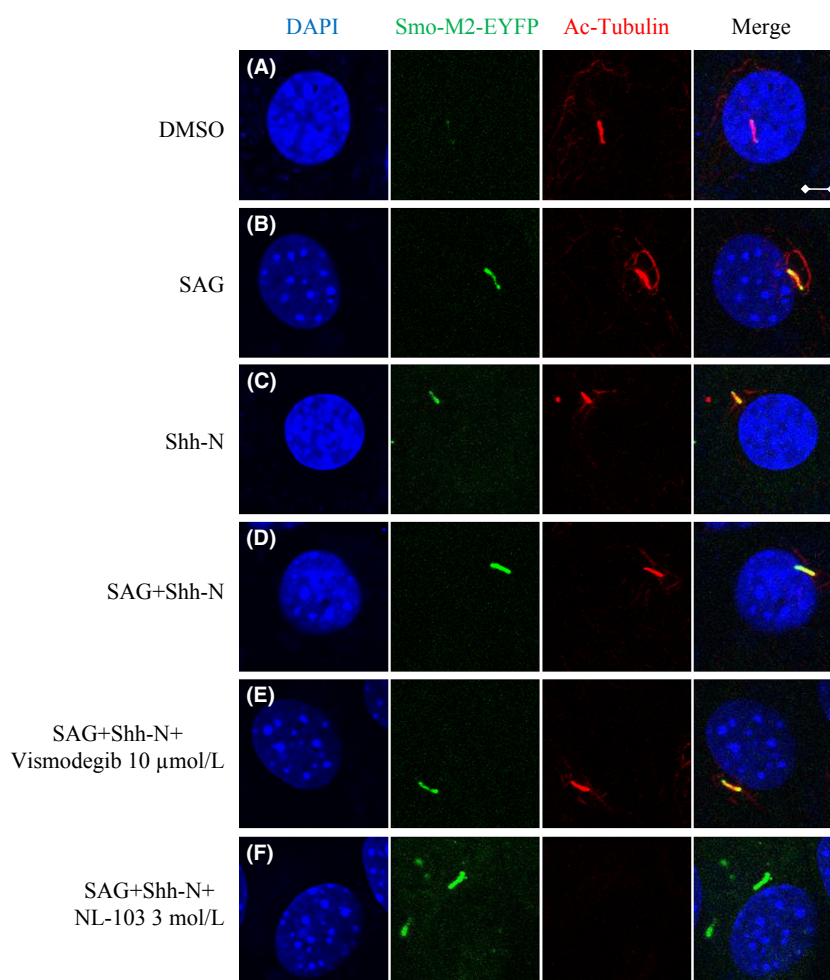 DAPI Smo-M2-EYFP Ac-Tubulin Merge
(A)
DMSO
(B)
SAG
(C)
Shh-N
(D)
SAG+Shh-N
(E)
SAG+Shh-N+
Vismodegib 10 µmol/L
(F)
SAG+Shh-N+
NL-103 3 mol/L